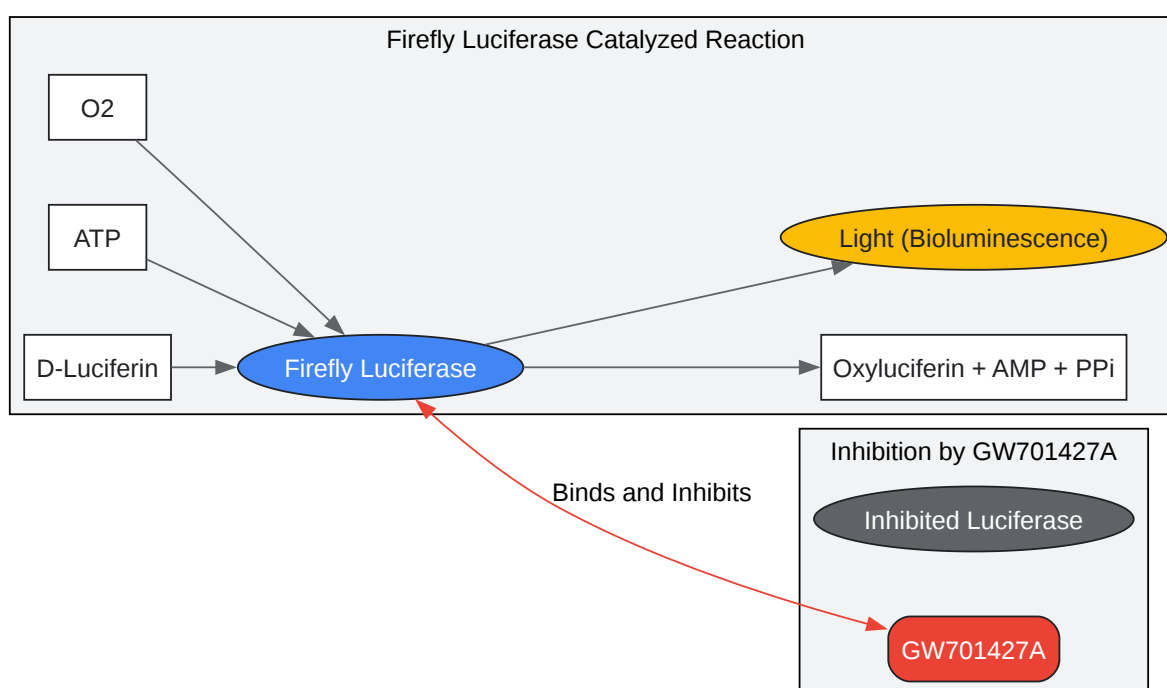 Firefly Luciferase Catalyzed Reaction
O2
ATP
Light (Bioluminescence)
D-Luciferin
Firefly Luciferase
Oxyluciferin + AMP + PPi
Inhibition by GW701427A
Binds and Inhibits
Inhibited Luciferase
GW701427A